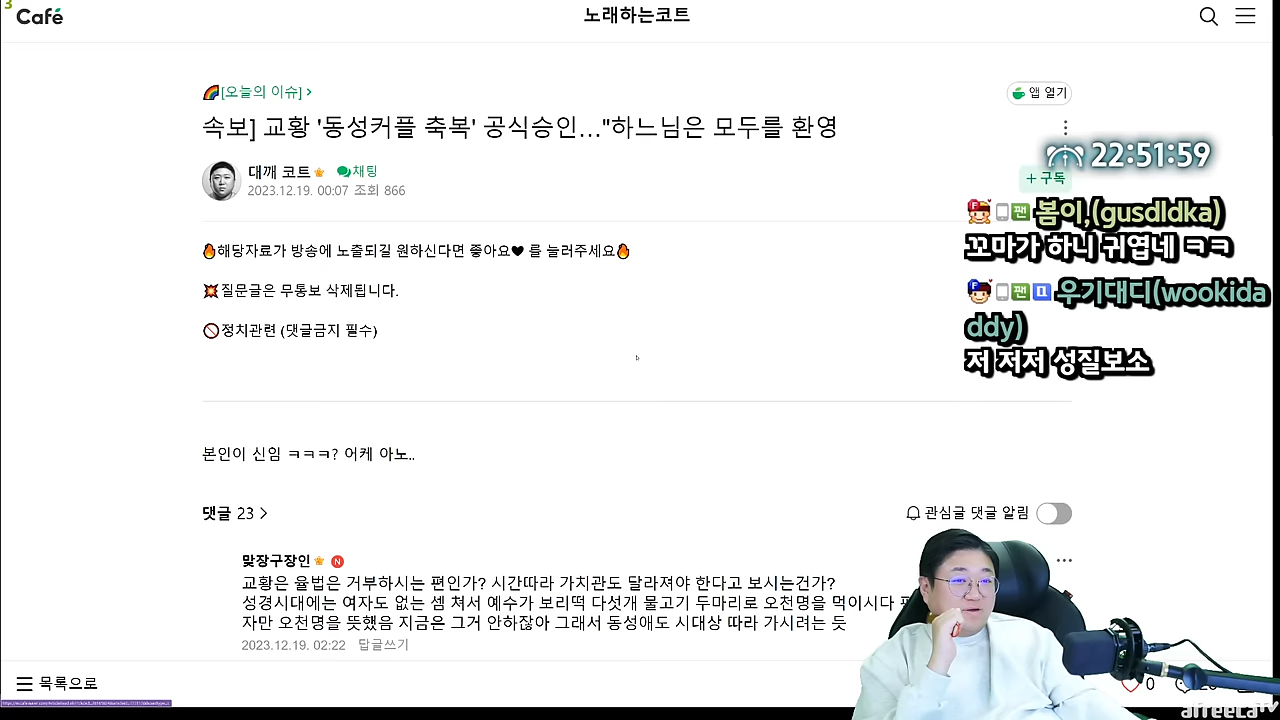 3
Café
노래하는코트
[오늘의 이슈] >
앱 열기
속보] 교황 '동성커플 축복' 공식승인..."하느님은 모두를 환영
대깨 코트
채팅
2023.12.19. 00:07 조회 866
22:51:59
+ 구독
팬 봄이,(gusdldka)
꼬마가 하니 귀엽네 ㅋㅋ
해당자료가 방송에 노출되길 원하신다면 좋아요♥ 를 눌러주세요
질문글은 무통보 삭제됩니다.
팬 우기대디(wookida
ddy)
정치관련 (댓글금지 필수)
저 저저 성질보소
본인이 신임 ㅋㅋㅋ? 어케 아노..
댓글 23 >
관심글 댓글 알림
맞장구장인 N
교황은 율법은 거부하시는 편인가? 시간따라 가치관도 달라져야 한다고 보시는건가?
성경시대에는 여자도 없는 셈 쳐서 예수가 보리떡 다섯개 물고기 두마리로 오천명을 먹이시다
자만 오천명을 뜻했음 지금은 그거 안하잖아 그래서 동성애도 시대상 따라 가시려는 듯
2023.12.19. 02:22 답글쓰기
목록으로
0
afreecaTV